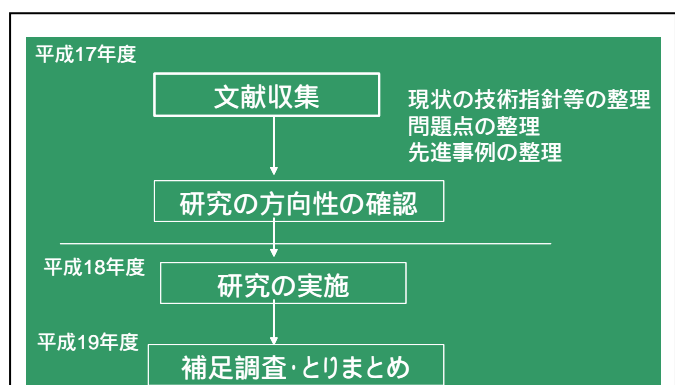 平成17年度
文献収集
現状の技術指針等の整理
問題点の整理
先進事例の整理
研究の方向性の確認
平成18年度
研究の実施
平成19年度
補足調査・とりまとめ